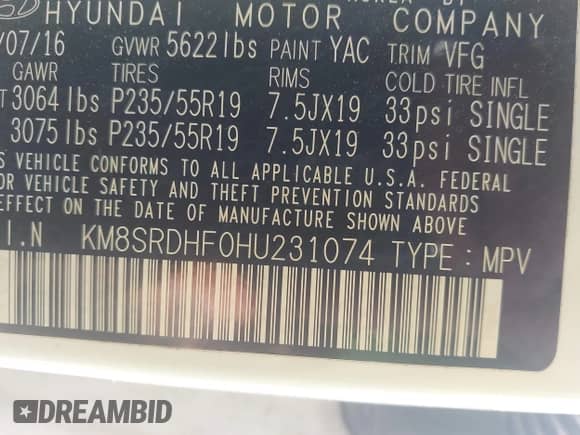 HYUNDAI MOTOR COMPANY
/07/16 GVWR 5622lbs PAINT YAC TRIM VFG
GAWR TIRES RIMS COLD TIRE INFL
T 3064lbs P235/55R19 7.5JX19 33psi SINGLE
3075lbs P235/55R19 7.5JX19 33psi SINGLE
S VEHICLE CONFORMS TO ALL APPLICABLE U.S.A. FEDERAL
OR VEHICLE SAFETY AND THEFT PREVENTION STANDARDS
EFFECT ON THE DATE OF MANUFACTURE SHOWN ABOVE
I.N KM8SRDHF0HU231074 TYPE : MPV
DREAMBID